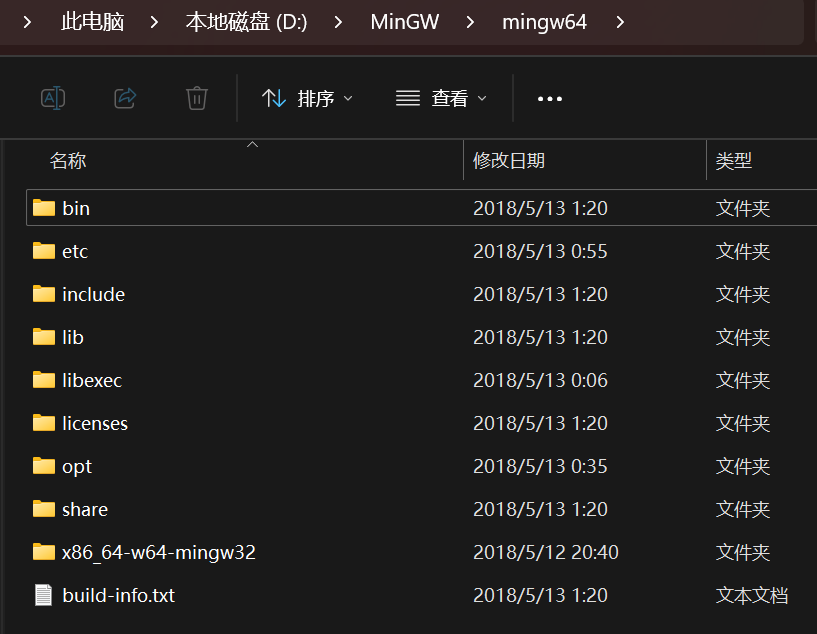 此电脑 本地磁盘 (D:) MinGW mingw64
排序 查看
名称 修改日期 类型
bin 2018/5/13 1:20 文件夹
etc 2018/5/13 0:55 文件夹
include 2018/5/13 1:20 文件夹
lib 2018/5/13 1:20 文件夹
libexec 2018/5/13 0:06 文件夹
licenses 2018/5/13 1:20 文件夹
opt 2018/5/13 0:35 文件夹
share 2018/5/13 1:20 文件夹
x86_64-w64-mingw32 2018/5/12 20:40 文件夹
build-info.txt 2018/5/13 1:20 文本文档